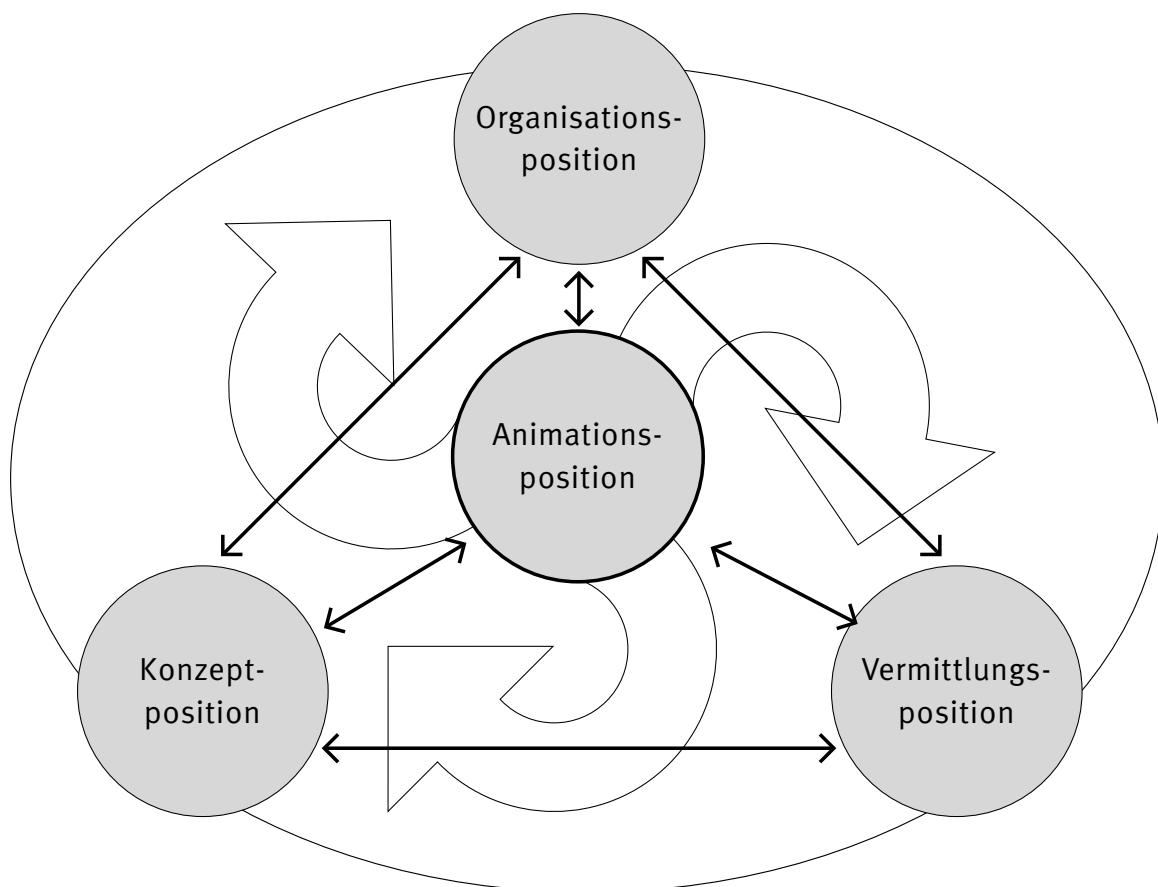 Organisations-
position
Animations-
position
Konzept-
position
Vermittlungs-
position